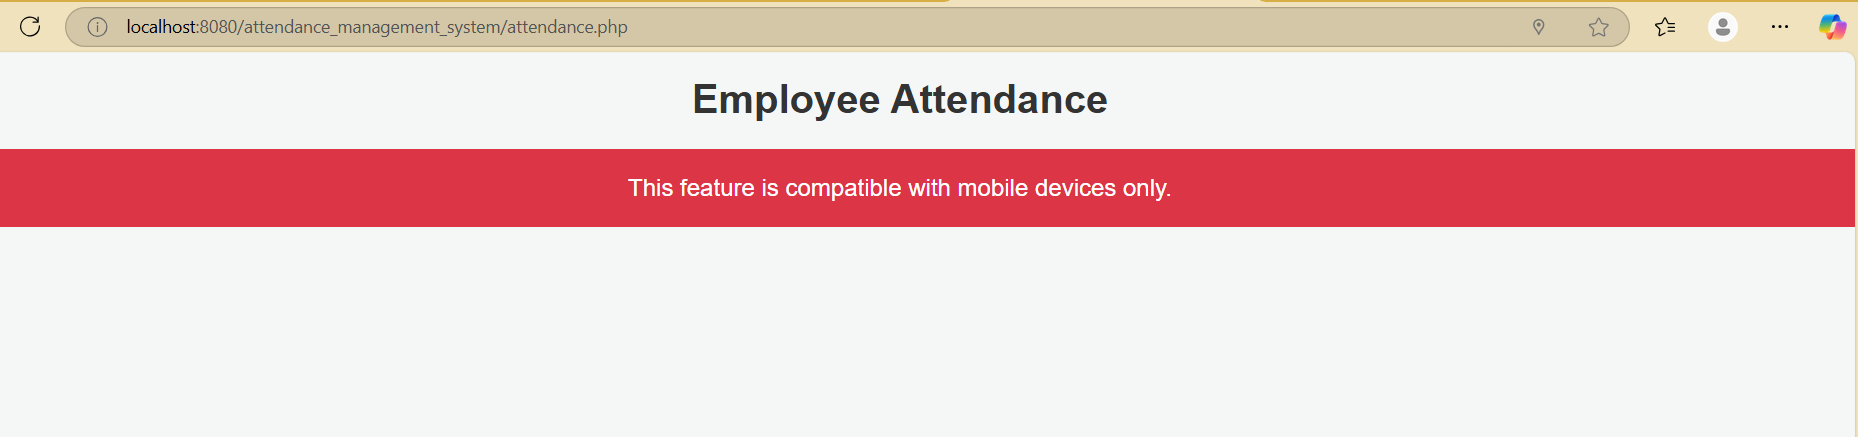 localhost:8080/attendance_management_system/attendance.php
Employee Attendance
This feature is compatible with mobile devices only.